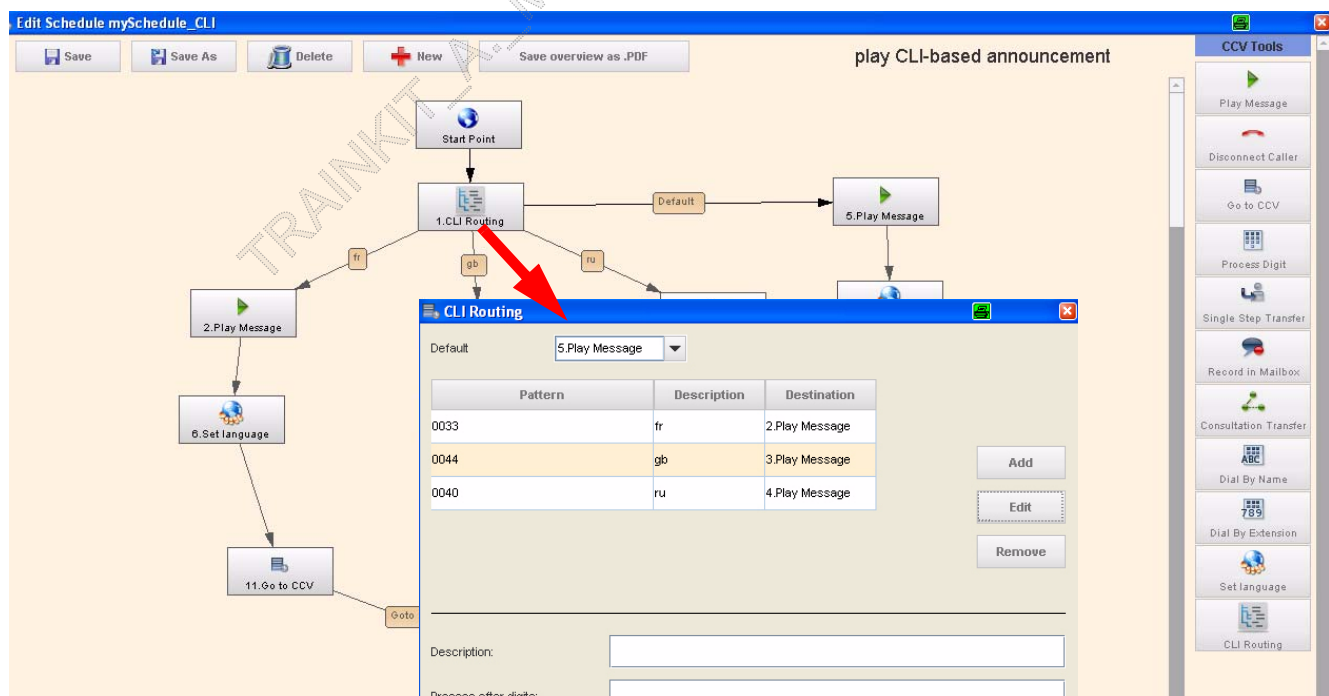 Edit Schedule mySchedule_CLI
Save
Save As
Delete
New
Save overview as .PDF
play CLI-based announcement
CCV Tools
Play Message
Disconnect Caller
Go to CCV
Process Digit
Single Step Transfer
Record in Mailbox
Consultation Transfer
ABC
Dial By Name
789
Dial By Extension
Set language
CLI Routing
Start Point
1.CLI Routing
Default
5.Play Message
fr
gb
ru
2.Play Message
6.Set language
11.Go to CCV
Goto
CLI Routing
Default
5.Play Message
Pattern Description Destination
0033 fr 2.Play Message
0044 gb 3.Play Message
0040 ru 4.Play Message
Add
Edit
Remove
Description:
Process after digits: